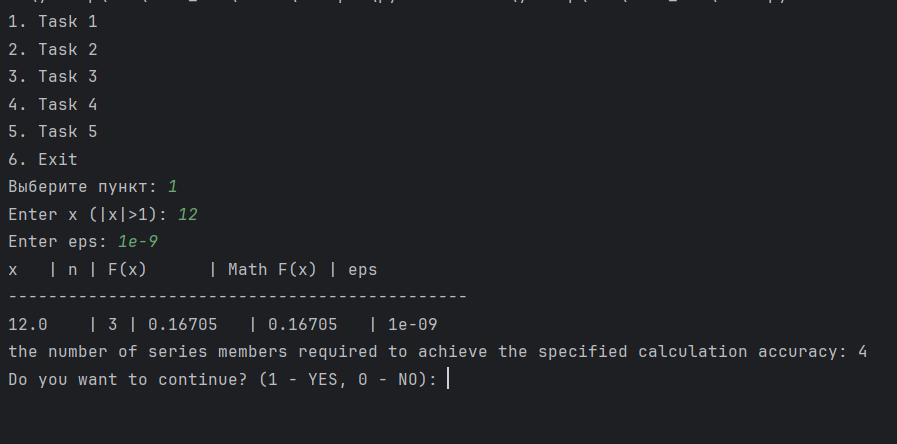 1. Task 1
2. Task 2
3. Task 3
4. Task 4
5. Task 5
6. Exit
Выберите пункт: 1
Enter x (|x|>1): 12
Enter eps: 1e-9
x   | n | F(x)      | Math F(x) | eps
----------------------------------------------
12.0    | 3 | 0.16705   | 0.16705   | 1e-09
the number of series members required to achieve the specified calculation accuracy: 4
Do you want to continue? (1 - YES, 0 - NO):